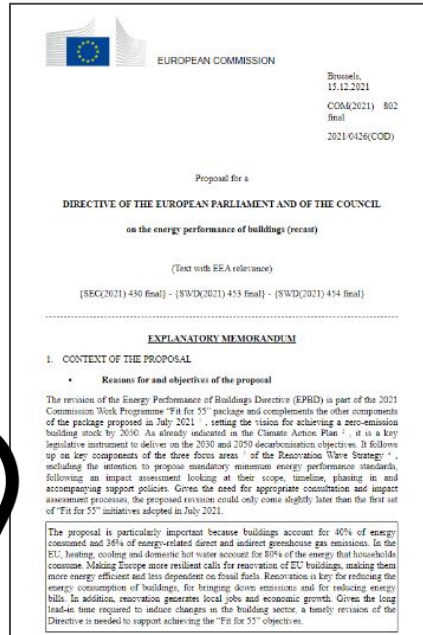 EUROPEAN COMMISSION
Brussels,
15.12.2021
COM(2021) 802
final
2021/0426(COD)
Proposal for a
DIRECTIVE OF THE EUROPEAN PARLIAMENT AND OF THE COUNCIL
on the energy performance of buildings (recast)
(Text with EEA relevance)
{SEC(2021) 430 final} - {SWD(2021) 453 final} - {SWD(2021) 454 final}
EXPLANATORY MEMORANDUM
1. CONTEXT OF THE PROPOSAL
• Reasons for and objectives of the proposal
The revision of the Energy Performance of Buildings Directive (EPBD) is part of the 2021
Commission Work Programme "Fit for 55" package and complements the other components
of the package proposed in July 2021 1 , setting the vision for achieving a zero-emission
building stock by 2050. As already indicated in the Climate Action Plan 2 , it is a key
legislative instrument to deliver on the 2030 and 2050 decarbonisation objectives. It follows
up on key components of the three focus areas 3 of the Renovation Wave Strategy 4 ,
including the intention to propose mandatory minimum energy performance standards,
following an impact assessment looking at their scope, timeline, phasing in and
accompanying support policies. Given the need for appropriate consultation and impact
assessment processes, the proposed revision could only come slightly later than the first set
of "Fit for 55" initiatives adopted in July 2021.
The proposal is particularly important because buildings account for 40% of energy
consumed and 36% of energy-related direct and indirect greenhouse gas emissions. In the
EU, heating, cooling and domestic hot water account for 80% of the energy that households
consume. Making Europe more resilient calls for renovation of EU buildings, making them
more energy efficient and less dependent on fossil fuels. Renovation is key for reducing the
energy consumption of buildings, for bringing down emissions and for reducing energy
bills. In addition, renovation generates local jobs and economic growth. Given the long
lead-in time required to induce changes in the building sector, a timely revision of the
Directive is needed to support achieving the "Fit for 55" objectives.